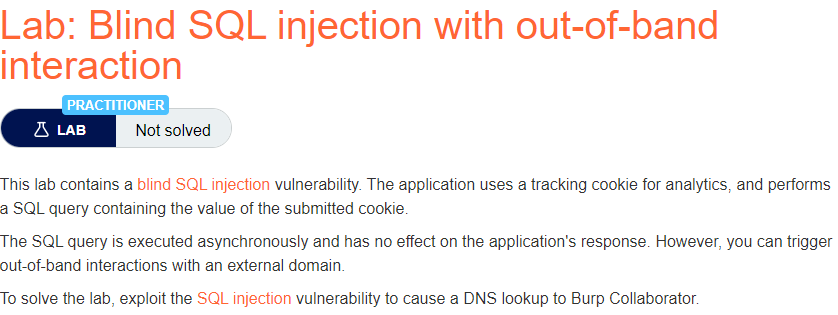 Lab: Blind SQL injection with out-of-band
interaction
PRACTITIONER
LAB Not solved
This lab contains a blind SQL injection vulnerability. The application uses a tracking cookie for analytics, and performs
a SQL query containing the value of the submitted cookie.
The SQL query is executed asynchronously and has no effect on the application's response. However, you can trigger
out-of-band interactions with an external domain.
To solve the lab, exploit the SQL injection vulnerability to cause a DNS lookup to Burp Collaborator.